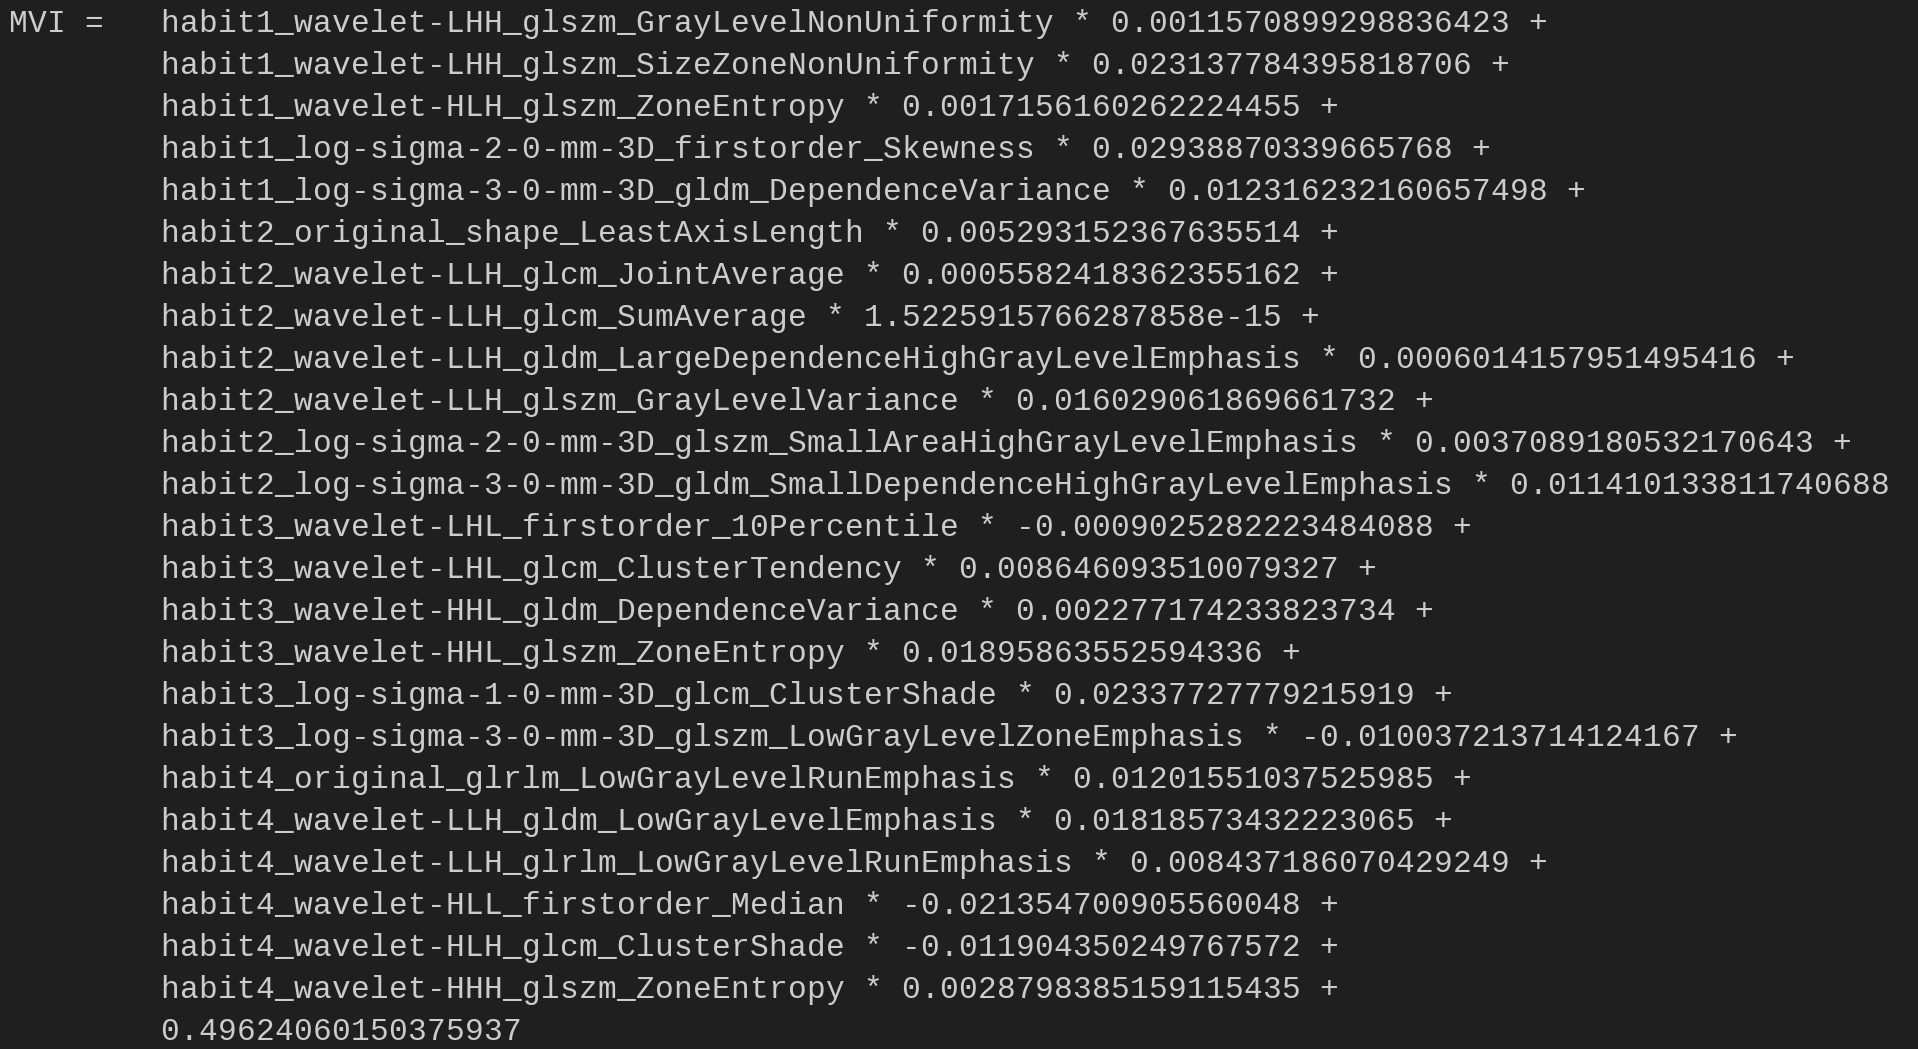 MVI =   habit1_wavelet-LHH_glszm_GrayLevelNonUniformity * 0.0011570899298836423 +
habit1_wavelet-LHH_glszm_SizeZoneNonUniformity * 0.023137784395818706 +
habit1_wavelet-HLH_glszm_ZoneEntropy * 0.0017156160262224455 +
habit1_log-sigma-2-0-mm-3D_firstorder_Skewness * 0.02938870339665768 +
habit1_log-sigma-3-0-mm-3D_gldm_DependenceVariance * 0.012316232160657498 +
habit2_original_shape_LeastAxisLength * 0.005293152367635514 +
habit2_wavelet-LLH_glcm_JointAverage * 0.0005582418362355162 +
habit2_wavelet-LLH_glcm_SumAverage * 1.5225915766287858e-15 +
habit2_wavelet-LLH_gldm_LargeDependenceHighGrayLevelEmphasis * 0.0006014157951495416 +
habit2_wavelet-LLH_glszm_GrayLevelVariance * 0.016029061869661732 +
habit2_log-sigma-2-0-mm-3D_glszm_SmallAreaHighGrayLevelEmphasis * 0.0037089180532170643 +
habit2_log-sigma-3-0-mm-3D_gldm_SmallDependenceHighGrayLevelEmphasis * 0.011410133811740688
habit3_wavelet-LHL_firstorder_10Percentile * -0.0009025282223484088 +
habit3_wavelet-LHL_glcm_ClusterTendency * 0.008646093510079327 +
habit3_wavelet-HHL_gldm_DependenceVariance * 0.002277174233823734 +
habit3_wavelet-HHL_glszm_ZoneEntropy * 0.01895863552594336 +
habit3_log-sigma-1-0-mm-3D_glcm_ClusterShade * 0.02337727779215919 +
habit3_log-sigma-3-0-mm-3D_glszm_LowGrayLevelZoneEmphasis * -0.010037213714124167 +
habit4_original_glrlm_LowGrayLevelRunEmphasis * 0.01201551037525985 +
habit4_wavelet-LLH_gldm_LowGrayLevelEmphasis * 0.01818573432223065 +
habit4_wavelet-LLH_glrlm_LowGrayLevelRunEmphasis * 0.008437186070429249 +
habit4_wavelet-HLL_firstorder_Median * -0.021354700905560048 +
habit4_wavelet-HLH_glcm_ClusterShade * -0.011904350249767572 +
habit4_wavelet-HHH_glszm_ZoneEntropy * 0.0028798385159115435 +
0.49624060150375937